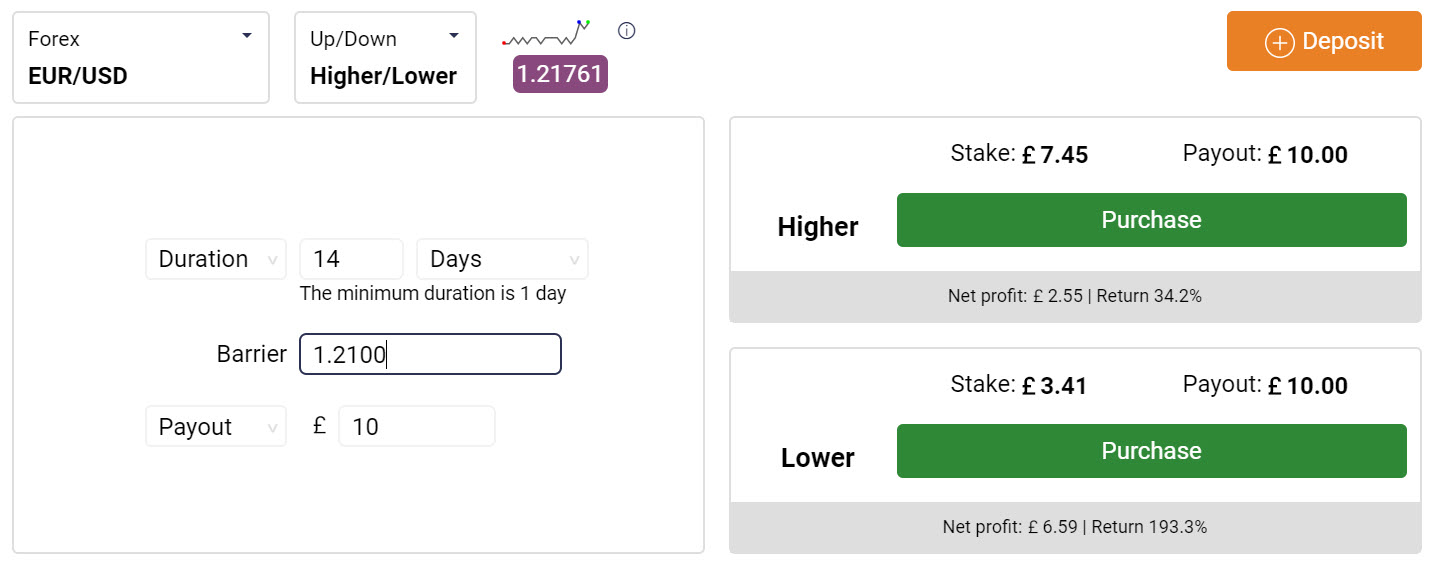 Forex
EUR/USD
Up/Down
Higher/Lower
1.21761
Deposit
Duration 14 Days
The minimum duration is 1 day
Barrier 1.2100
Payout £ 10
Stake: £ 7.45 Payout: £ 10.00
Higher Purchase
Net profit: £ 2.55 | Return 34.2%
Stake: £ 3.41 Payout: £ 10.00
Lower Purchase
Net profit: £ 6.59 | Return 193.3%